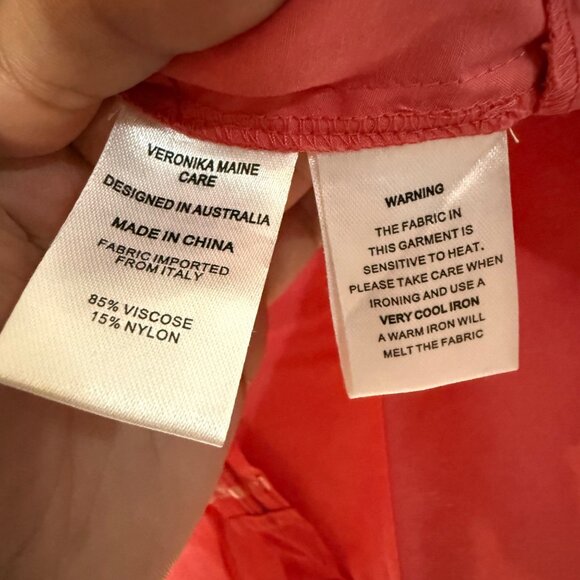 VERONIKA MAINE
CARE
DESIGNED IN AUSTRALIA
MADE IN CHINA
FABRIC IMPORTED
FROM ITALY
85% VISCOSE
15% NYLON
WARNING
THE FABRIC IN
THIS GARMENT IS
SENSITIVE TO HEAT.
PLEASE TAKE CARE WHEN
IRONING AND USE A
VERY COOL IRON
A WARM IRON WILL
MELT THE FABRIC